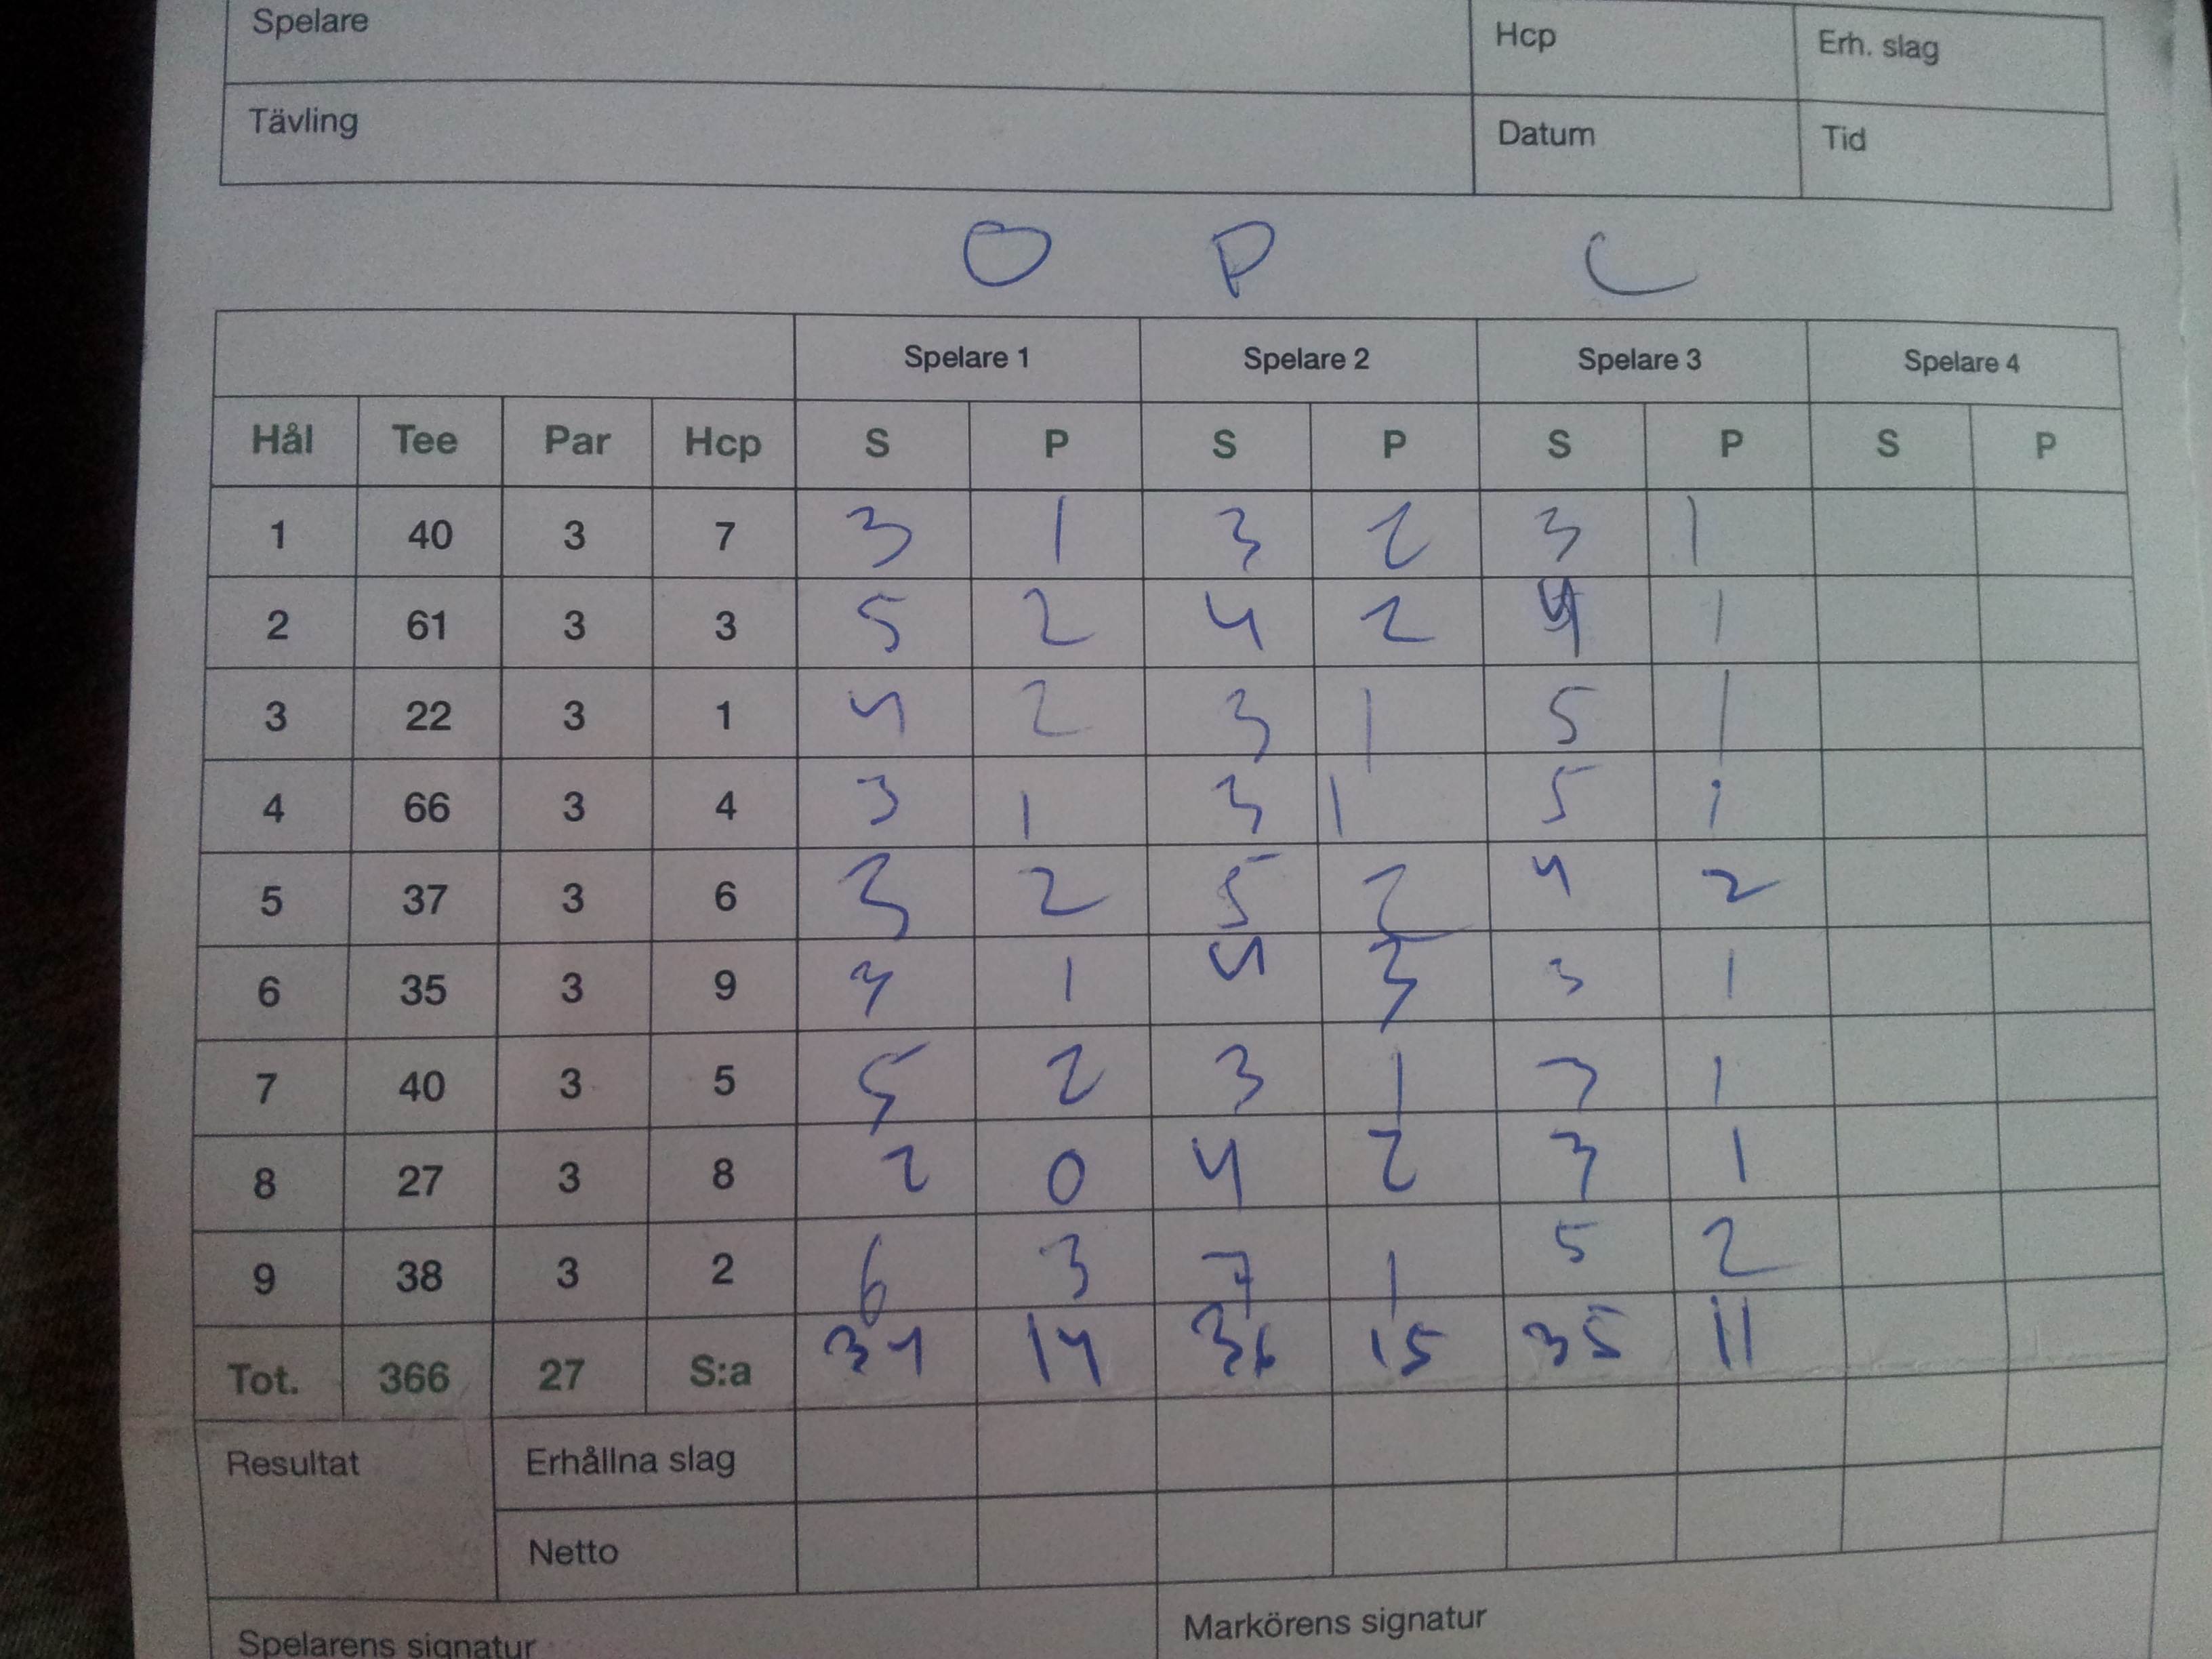 Spelare Hcp Erh. slag
Tävling Datum Tid
O P C
Spelare 1 Spelare 2 Spelare 3 Spelare 4
Hål Tee Par Hcp S P S P S P S P
1 40 3 7 3 1 3 2 3 1
2 61 3 3 5 2 4 2 4 1
3 22 3 1 4 2 3 1 5 1
4 66 3 4 3 1 3 1 5 1
5 37 3 6 3 2 5 2 4 2
6 35 3 9 3 1 4 3 3 1
7 40 3 5 5 2 3 1 3 1
8 27 3 8 2 0 4 2 3 1
9 38 3 2 6 3 7 1 5 2
Tot. 366 27 S:a 34 14 36 15 35 11
Resultat Erhållna slag
Netto
Spelarens signatur Markörens signatur